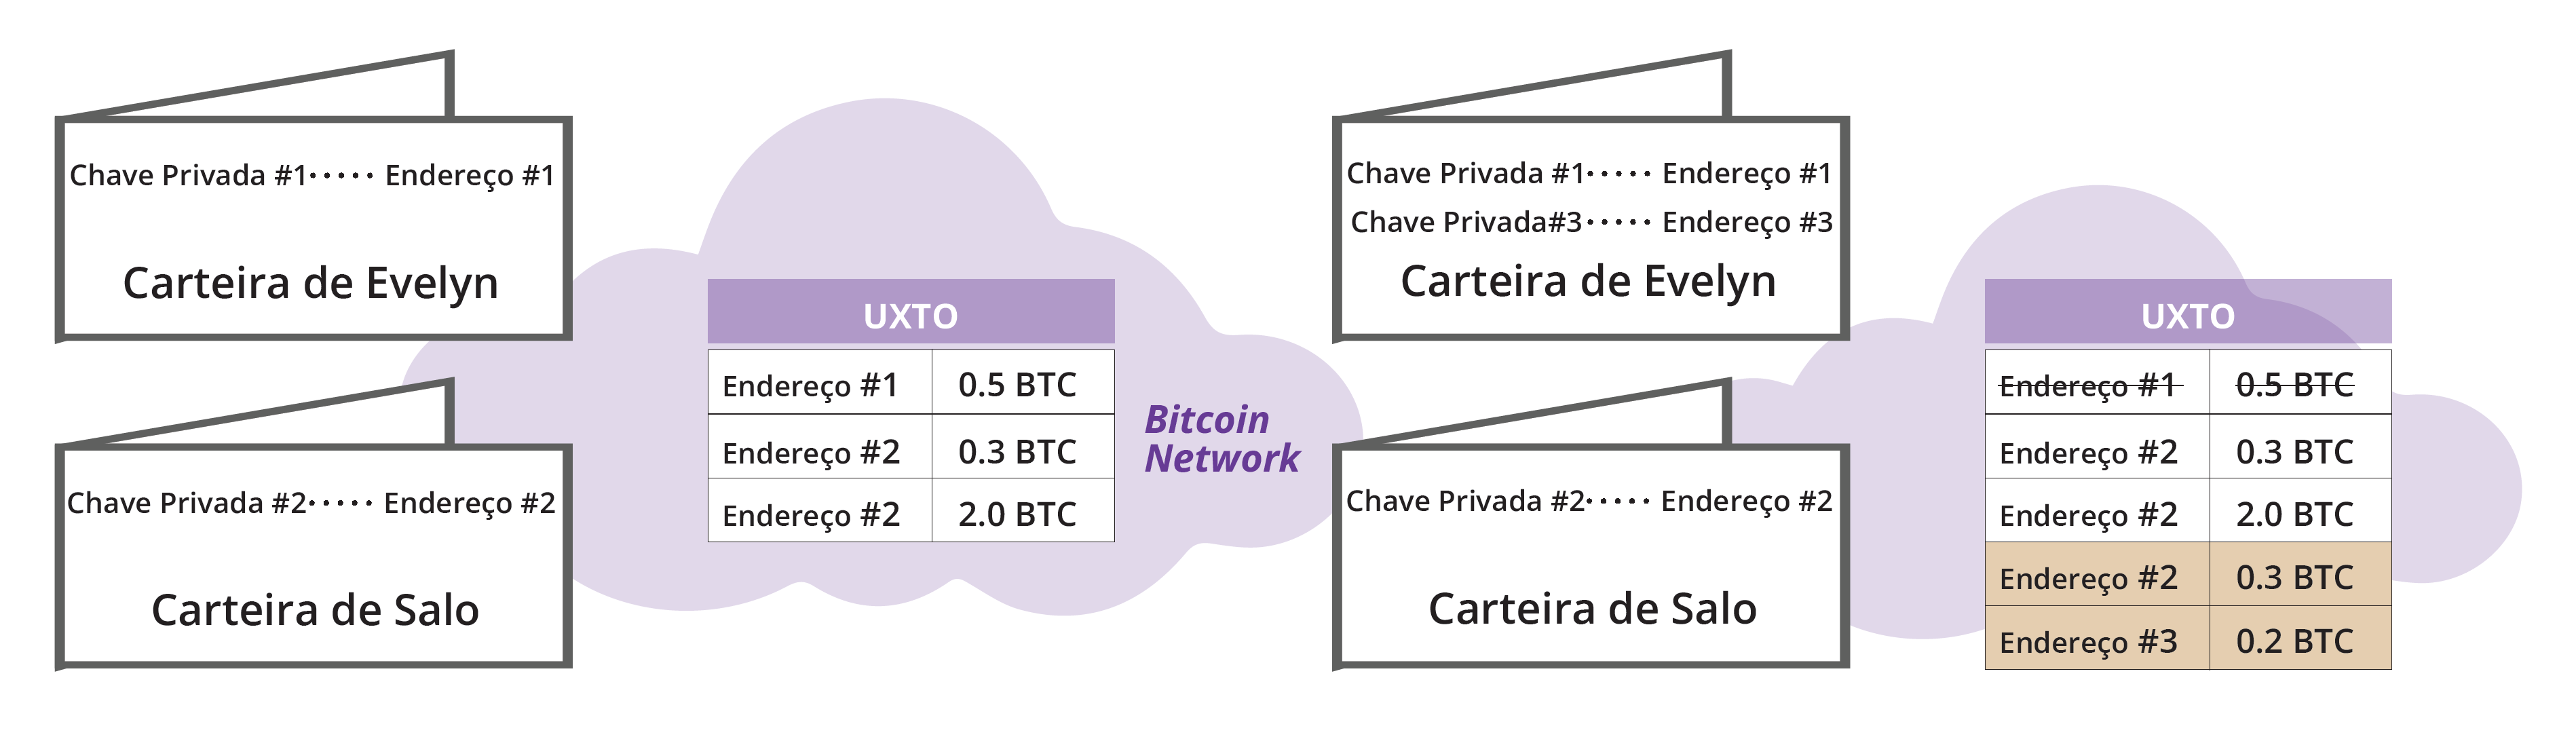 Chave Privada #1····· Endereço #1
Carteira de Evelyn
Chave Privada #2····· Endereço #2
Carteira de Salo
UXTO
Endereço #1 0.5 BTC
Endereço #2 0.3 BTC
Endereço #2 2.0 BTC
Bitcoin
Network
Chave Privada #1····· Endereço #1
Chave Privada#3····· Endereço #3
Carteira de Evelyn
Chave Privada #2····· Endereço #2
Carteira de Salo
UXTO
Endereço #1 0.5 BTC
Endereço #2 0.3 BTC
Endereço #2 2.0 BTC
Endereço #2 0.3 BTC
Endereço #3 0.2 BTC